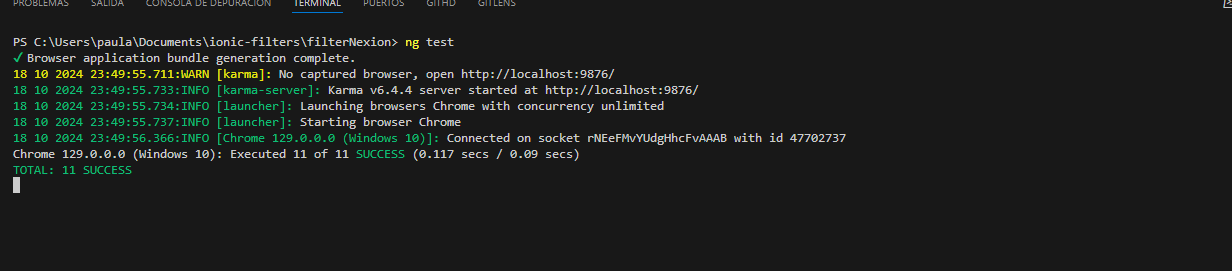 PROBLEMAS SALIDA CONSOLA DE DEPURACIÓN TERMINAL PUERTOS GITHD GITLENS
PS C:\Users\paula\Documents\ionic-filters\filterNexion> ng test
✓ Browser application bundle generation complete.
18 10 2024 23:49:55.711:WARN [karma]: No captured browser, open http://localhost:9876/
18 10 2024 23:49:55.733:INFO [karma-server]: Karma v6.4.4 server started at http://localhost:9876/
18 10 2024 23:49:55.734:INFO [launcher]: Launching browsers Chrome with concurrency unlimited
18 10 2024 23:49:55.737:INFO [launcher]: Starting browser Chrome
18 10 2024 23:49:56.366:INFO [Chrome 129.0.0.0 (Windows 10)]: Connected on socket rNEeFMvYUdgHhcFvAAAB with id 47702737
Chrome 129.0.0.0 (Windows 10): Executed 11 of 11 SUCCESS (0.117 secs / 0.09 secs)
TOTAL: 11 SUCCESS